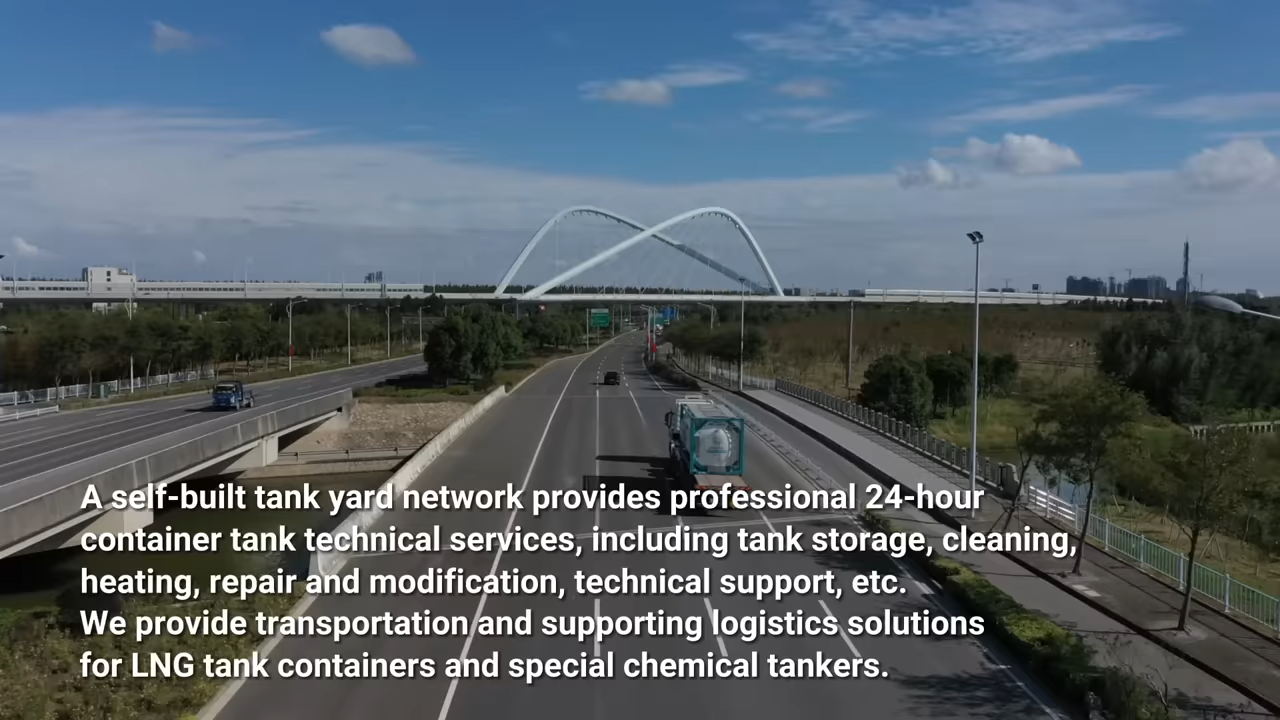 A self-built tank yard network provides professional 24-hour
container tank technical services, including tank storage, cleaning,
heating, repair and modification, technical support, etc.
We provide transportation and supporting logistics solutions
for LNG tank containers and special chemical tankers.